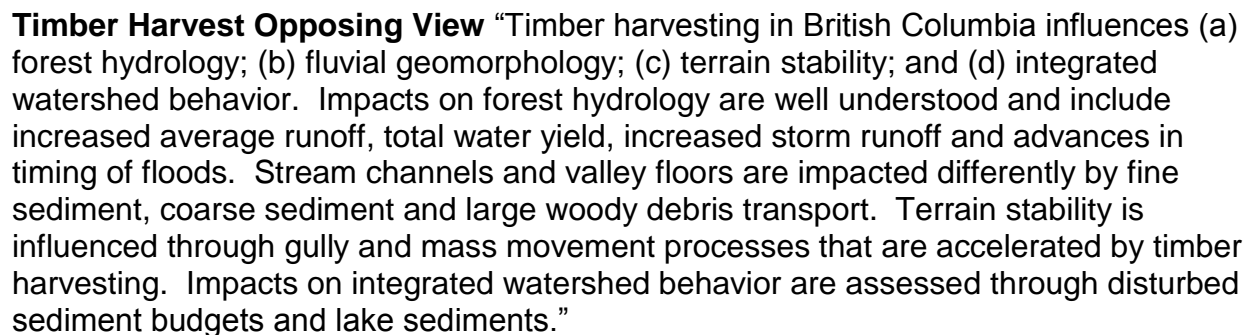 Timber Harvest Opposing View “Timber harvesting in British Columbia influences (a)
forest hydrology; (b) fluvial geomorphology; (c) terrain stability; and (d) integrated
watershed behavior.  Impacts on forest hydrology are well understood and include
increased average runoff, total water yield, increased storm runoff and advances in
timing of floods.  Stream channels and valley floors are impacted differently by fine
sediment, coarse sediment and large woody debris transport.  Terrain stability is
influenced through gully and mass movement processes that are accelerated by timber
harvesting.  Impacts on integrated watershed behavior are assessed through disturbed
sediment budgets and lake sediments.”